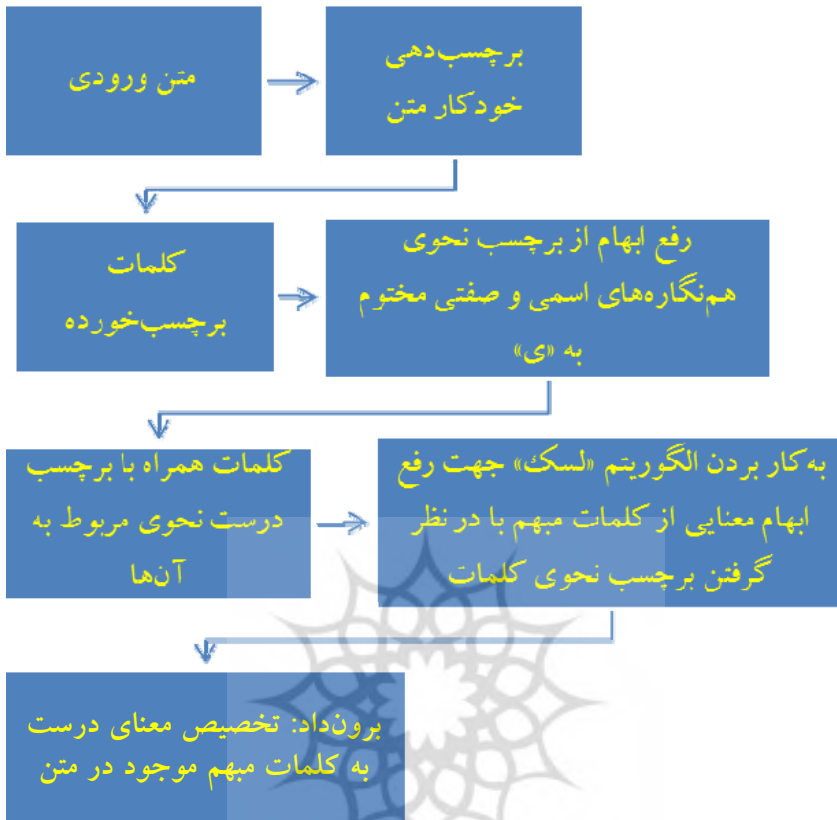 متن ورودی
برچسب‌دهی
خودکار متن
کلمات
برچسب‌خورده
رفع ابهام از برچسب نحوی
هم‌نگاره‌های اسمی و صفتی مختوم
به «ی»
کلمات همراه با برچسب
درست نحوی مربوط به
آن‌ها
به‌کار بردن الگوریتم «لسک» جهت رفع
ابهام معنایی از کلمات مبهم با در نظر
گرفتن برچسب نحوی کلمات
برون‌داد: تخصیص معنای درست
به کلمات مبهم موجود در متن